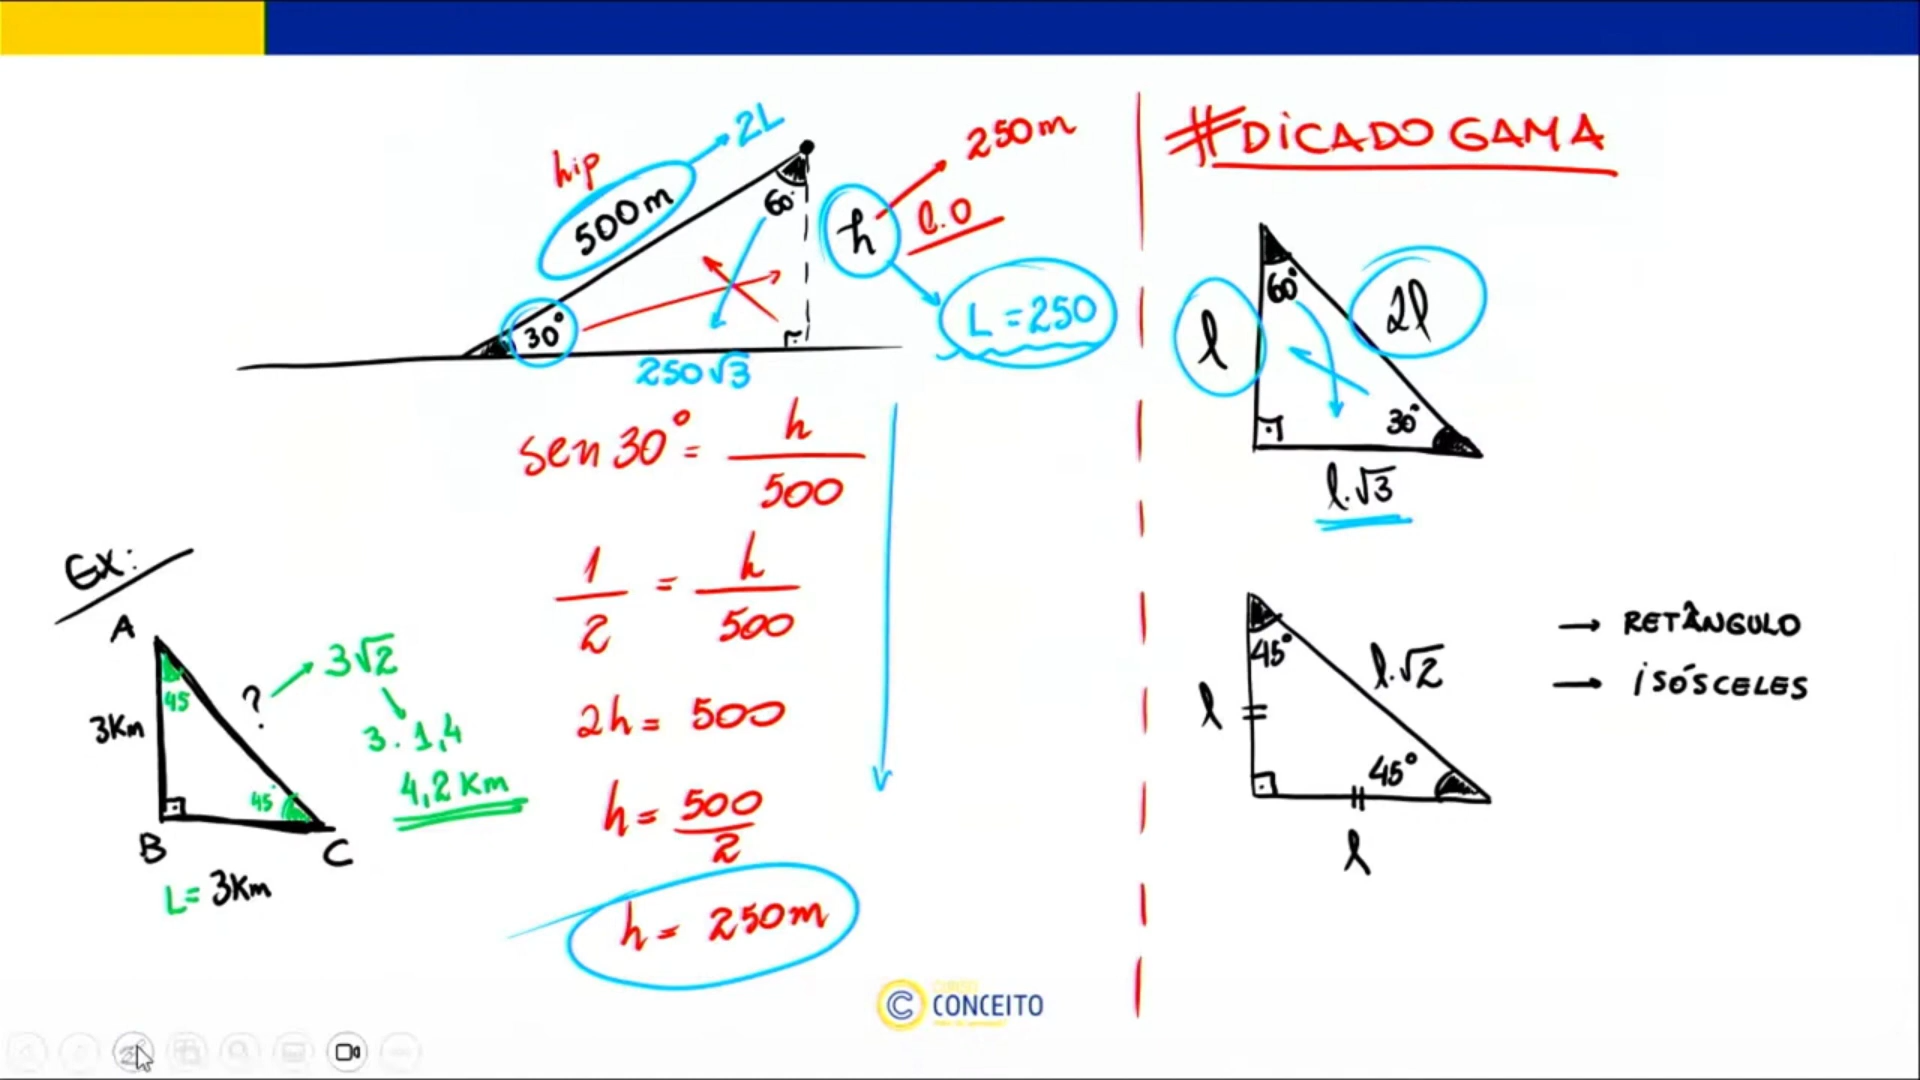 #DICADOGAMA
2L
hip
500m
60°
h
250m
C.O
L = 250
30°
250√3
sen 30° = h/500
1/2 = h/500
2h = 500
h = 500/2
h = 250m
Ex:
A
45
3Km
?
3√2
3.1,4
4,2 Km
45°
B
C
L = 3Km
60°
l
2l
30°
l.√3
45°
l
l.√2
45°
l
→ RETÂNGULO
→ ISÓSCELES
CURSO
CONCEITO